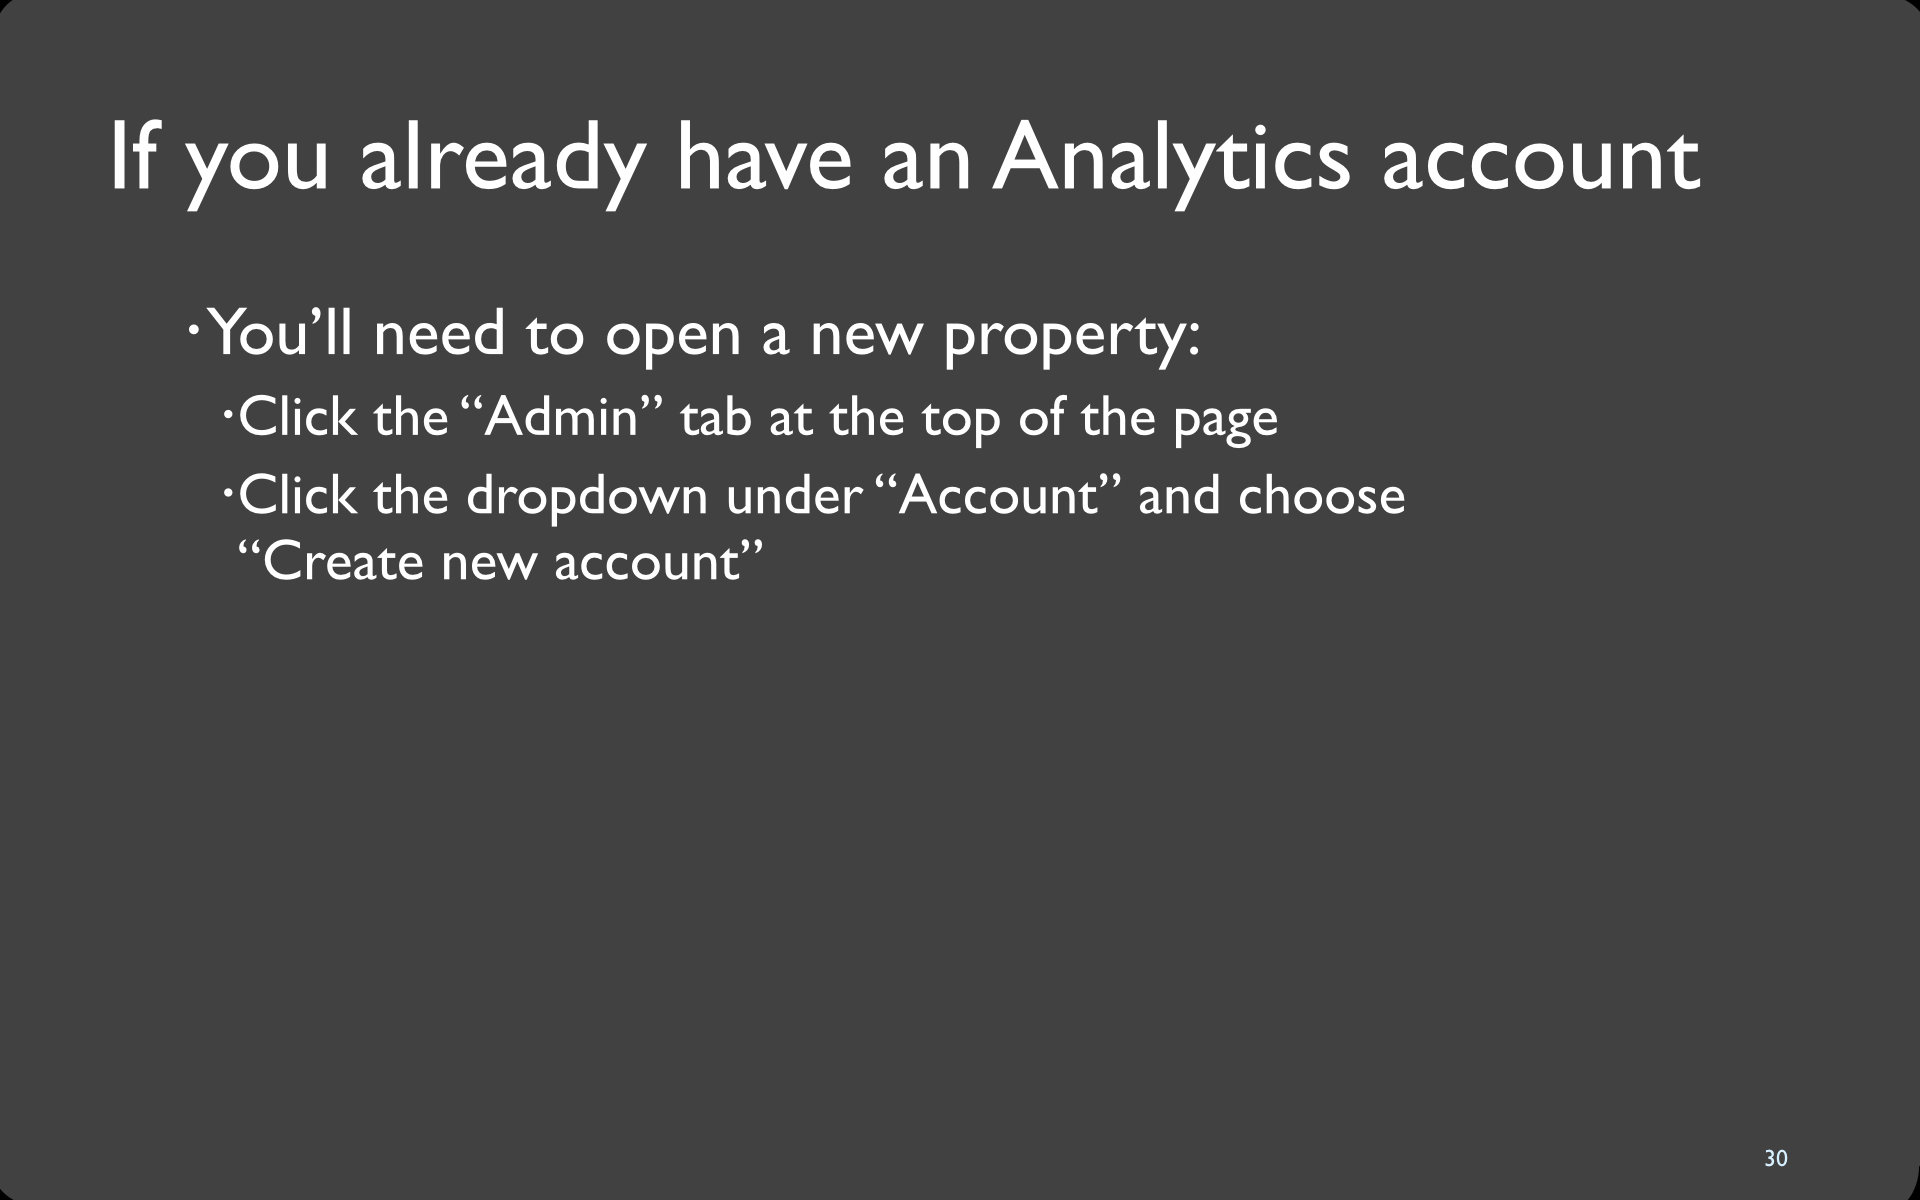 If you already have an Analytics account
·You’ll need to open a new property:
·Click the “Admin” tab at the top of the page
·Click the dropdown under “Account” and choose
“Create new account”
30